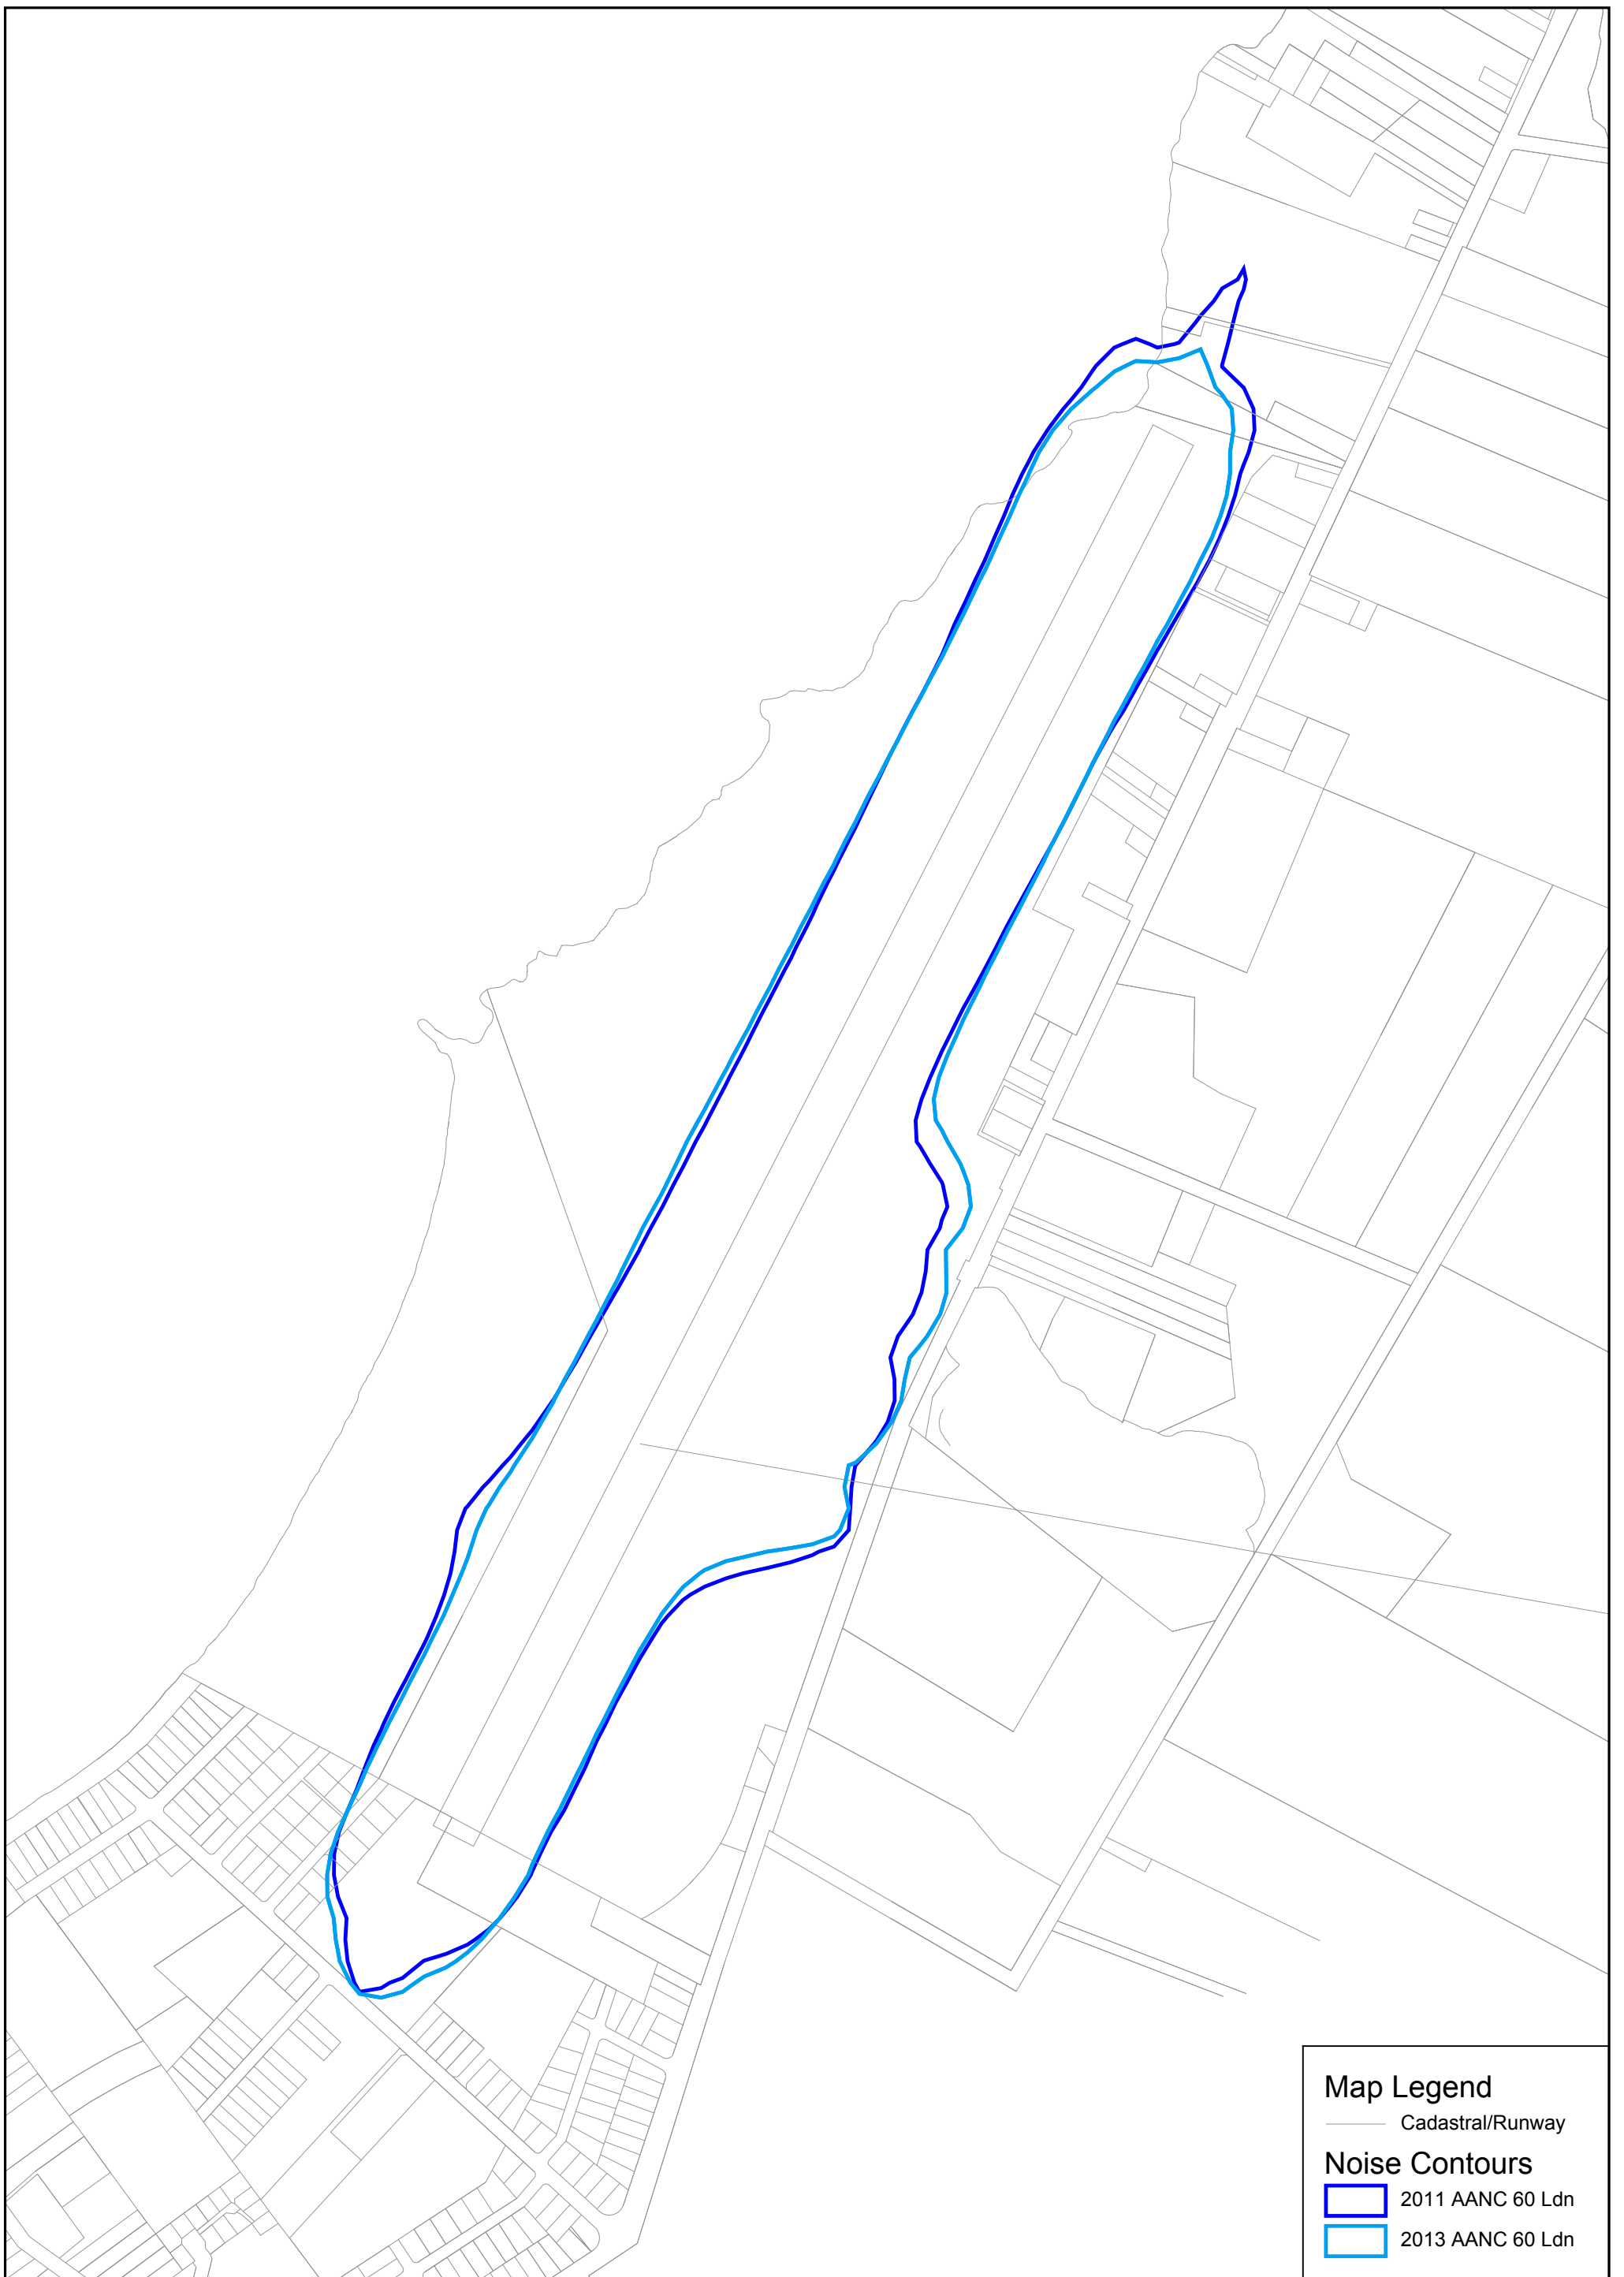 Map Legend
Cadastral/Runway
Noise Contours
2011 AANC 60 Ldn
2013 AANC 60 Ldn